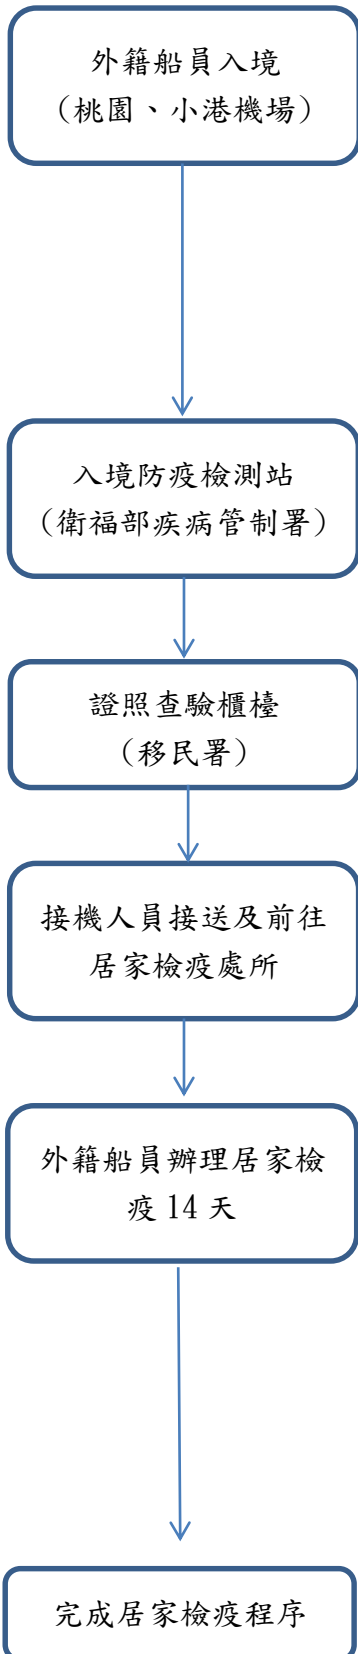 外籍船員入境
(桃園、小港機場)
入境防疫檢測站
(衛福部疾病管制署)
證照查驗櫃檯
(移民署)
接機人員接送及前往
居家檢疫處所
外籍船員辦理居家檢
疫 14 天
完成居家檢疫程序